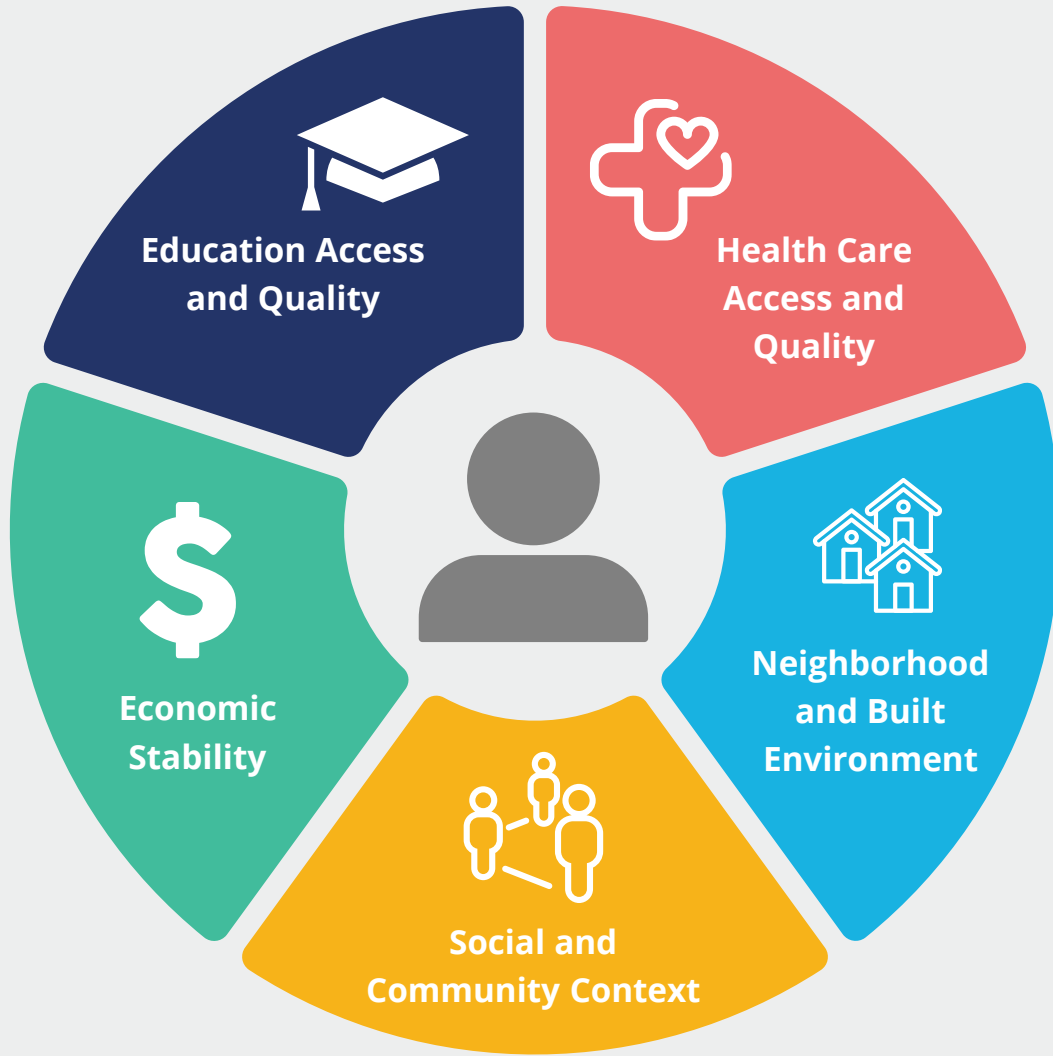 Education Access
and Quality
Health Care
Access and
Quality
Neighborhood
and Built
Environment
Social and
Community Context
Economic
Stability